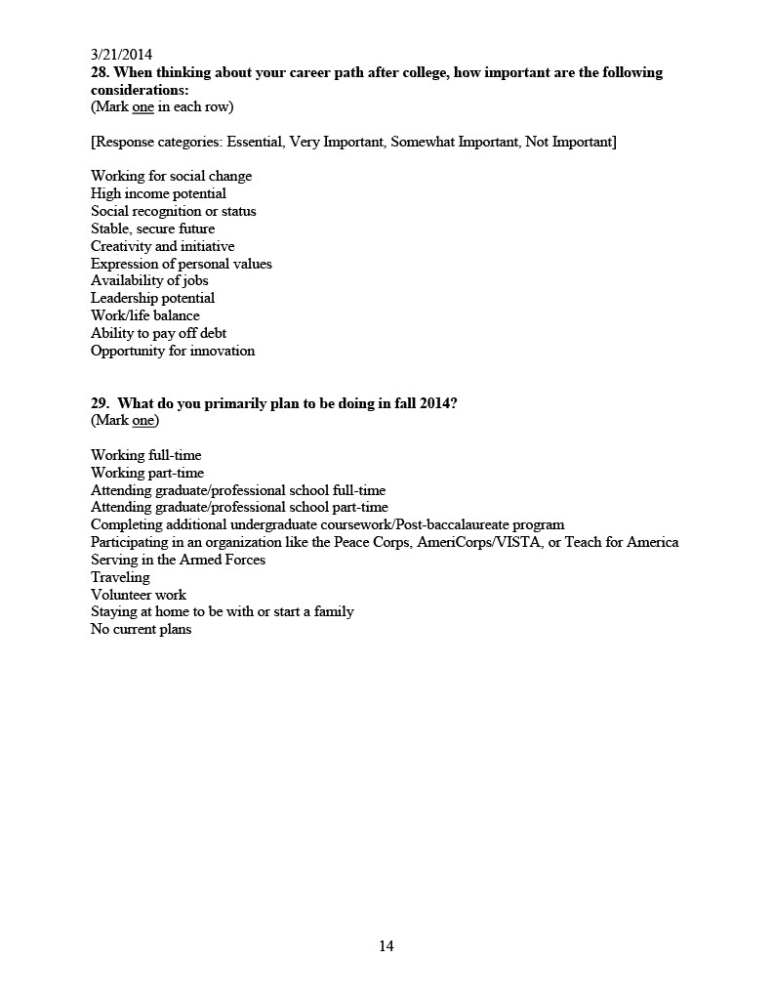 3/21/2014
28. When thinking about your career path after college, how important are the following
considerations:
(Mark one in each row)
[Response categories: Essential, Very Important, Somewhat Important, Not Important]
Working for social change
High income potential
Social recognition or status
Stable, secure future
Creativity and initiative
Expression of personal values
Availability of jobs
Leadership potential
Work/life balance
Ability to pay off debt
Opportunity for innovation
29.  What do you primarily plan to be doing in fall 2014?
(Mark one)
Working full-time
Working part-time
Attending graduate/professional school full-time
Attending graduate/professional school part-time
Completing additional undergraduate coursework/Post-baccalaureate program
Participating in an organization like the Peace Corps, AmeriCorps/VISTA, or Teach for America
Serving in the Armed Forces
Traveling
Volunteer work
Staying at home to be with or start a family
No current plans
14